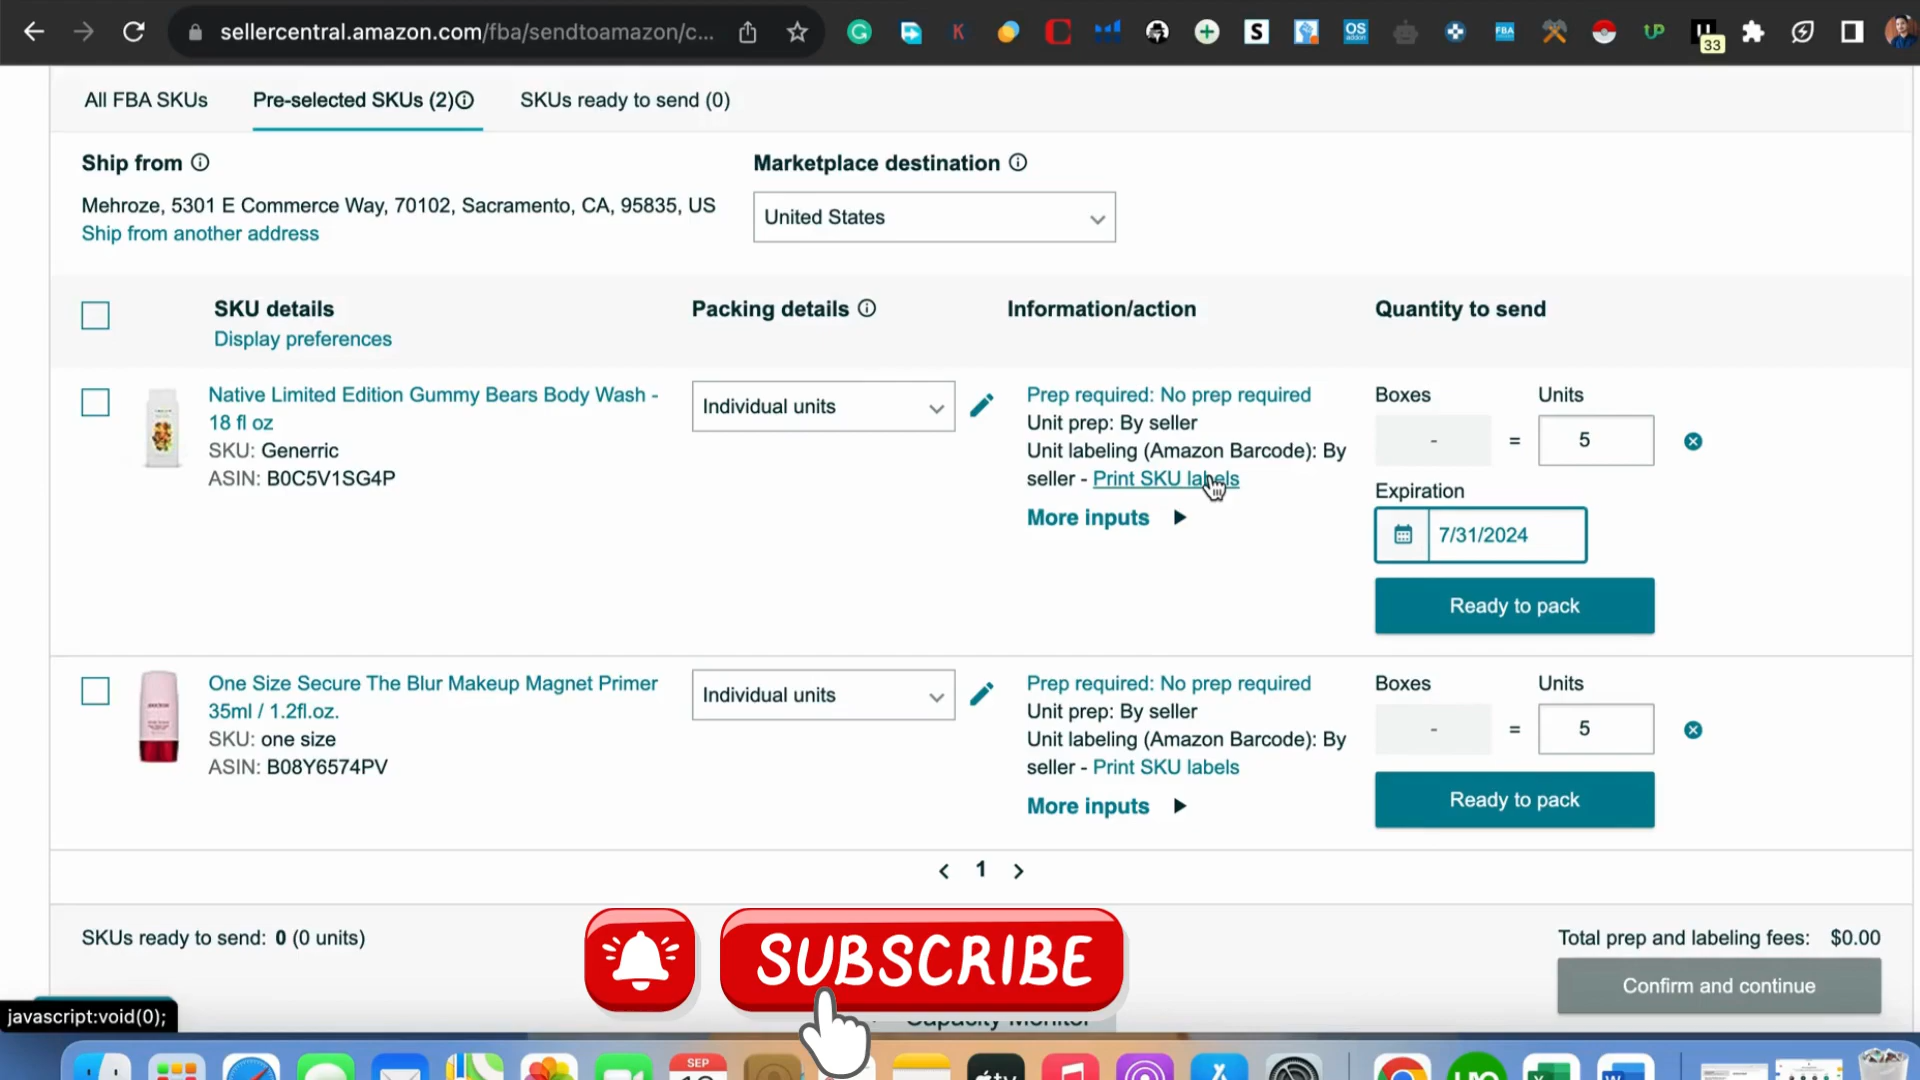 sellercentral.amazon.com/fba/sendtoamazon/c...
K
S
OS
FBA
UP
33
All FBA SKUs
Pre-selected SKUs (2)
SKUs ready to send (0)
Ship from
Marketplace destination
Mehroze, 5301 E Commerce Way, 70102, Sacramento, CA, 95835, US
United States
Ship from another address
SKU details
Packing details
Information/action
Quantity to send
Display preferences
Native Limited Edition Gummy Bears Body Wash -
18 fl oz
SKU: Generric
ASIN: B0C5V1SG4P
Individual units
Prep required: No prep required
Unit prep: By seller
Unit labeling (Amazon Barcode): By
seller - Print SKU labels
More inputs
Boxes
Units
- = 5
Expiration
7/31/2024
Ready to pack
One Size Secure The Blur Makeup Magnet Primer
35ml / 1.2fl.oz.
SKU: one size
ASIN: B08Y6574PV
Individual units
Prep required: No prep required
Unit prep: By seller
Unit labeling (Amazon Barcode): By
seller - Print SKU labels
More inputs
Boxes
Units
- = 5
Ready to pack
1
SKUs ready to send: 0 (0 units)
SUBSCRIBE
Total prep and labeling fees: $0.00
Confirm and continue
javascript:void(0);
Capacity Monitor
SEP